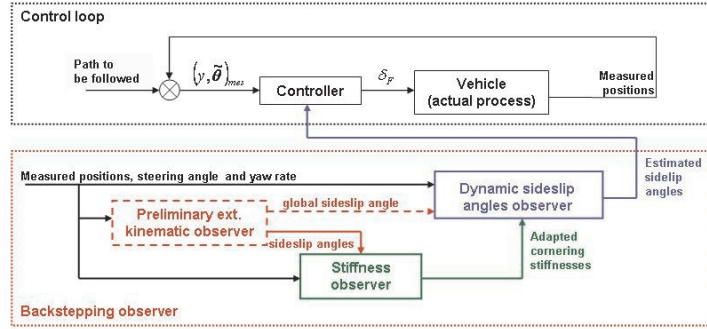 Control loop
Path to
be followed
(y, θ̃)mes
Controller
δF
Vehicle
(actual process)
Measured
positions
Measured positions, steering angle and yaw rate
Estimated
sidelip
angles
Dynamic sideslip
angles observer
global sideslip angle
Preliminary ext.
kinematic observer
sideslip angles
Adapted
cornering
stiffnesses
Stiffness
observer
Backstepping observer